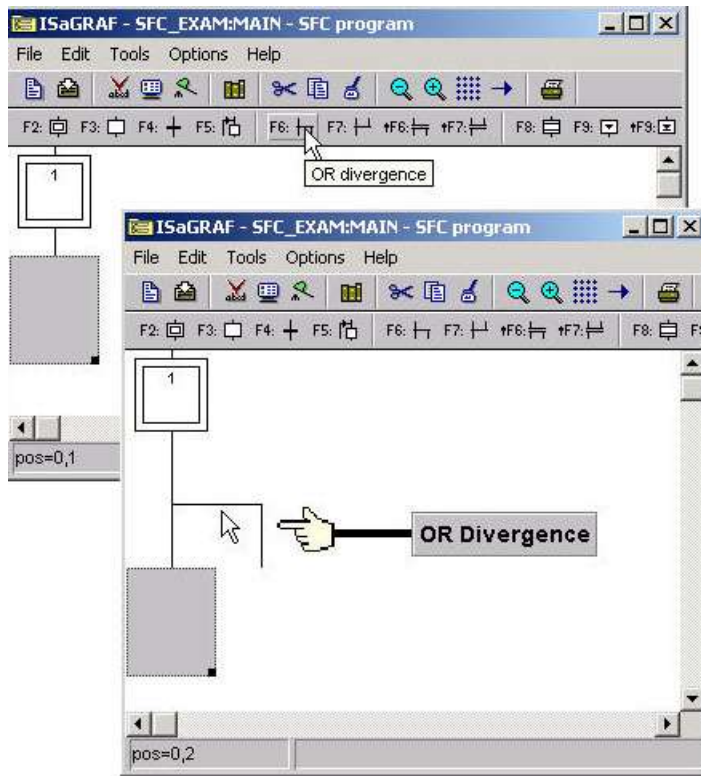 ISaGRAF - SFC_EXAM:MAIN - SFC program
File Edit Tools Options Help
F2: F3: F4: F5: F6: F7: ↑F6: ↑F7: F8: F9: ↑F9:
OR divergence
1
pos=0,1
ISaGRAF - SFC_EXAM:MAIN - SFC program
File Edit Tools Options Help
F2: F3: F4: F5: F6: F7: ↑F6: ↑F7: F8:
1
OR Divergence
pos=0,2